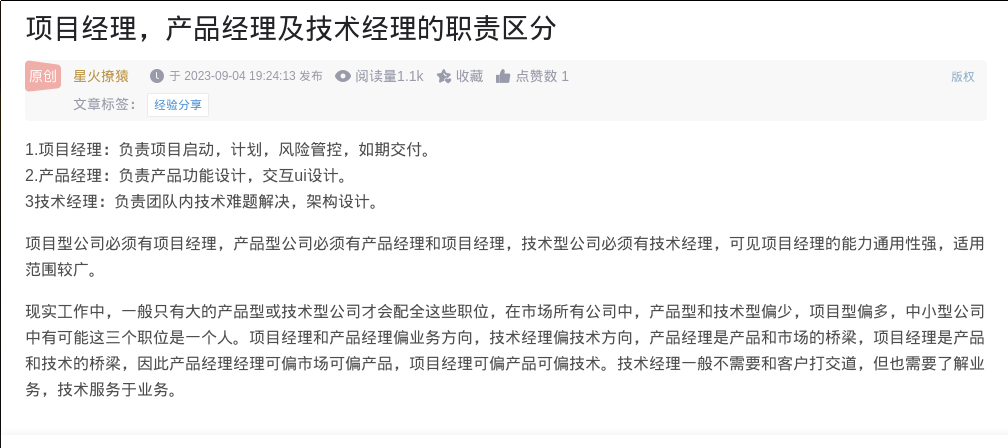 项目经理，产品经理及技术经理的职责区分
原创 星火撩猿 于 2023-09-04 19:24:13 发布 阅读量1.1k 收藏 点赞数 1 版权
文章标签： 经验分享
1.项目经理：负责项目启动，计划，风险管控，如期交付。
2.产品经理：负责产品功能设计，交互ui设计。
3技术经理：负责团队内技术难题解决，架构设计。
项目型公司必须有项目经理，产品型公司必须有产品经理和项目经理，技术型公司必须有技术经理，可见项目经理的能力通用性强，适用
范围较广。
现实工作中，一般只有大的产品型或技术型公司才会配全这些职位，在市场所有公司中，产品型和技术型偏少，项目型偏多，中小型公司
中有可能这三个职位是一个人。项目经理和产品经理偏业务方向，技术经理偏技术方向，产品经理是产品和市场的桥梁，项目经理是产品
和技术的桥梁，因此产品经理经理可偏市场可偏产品，项目经理可偏产品可偏技术。技术经理一般不需要和客户打交道，但也需要了解业
务，技术服务于业务。